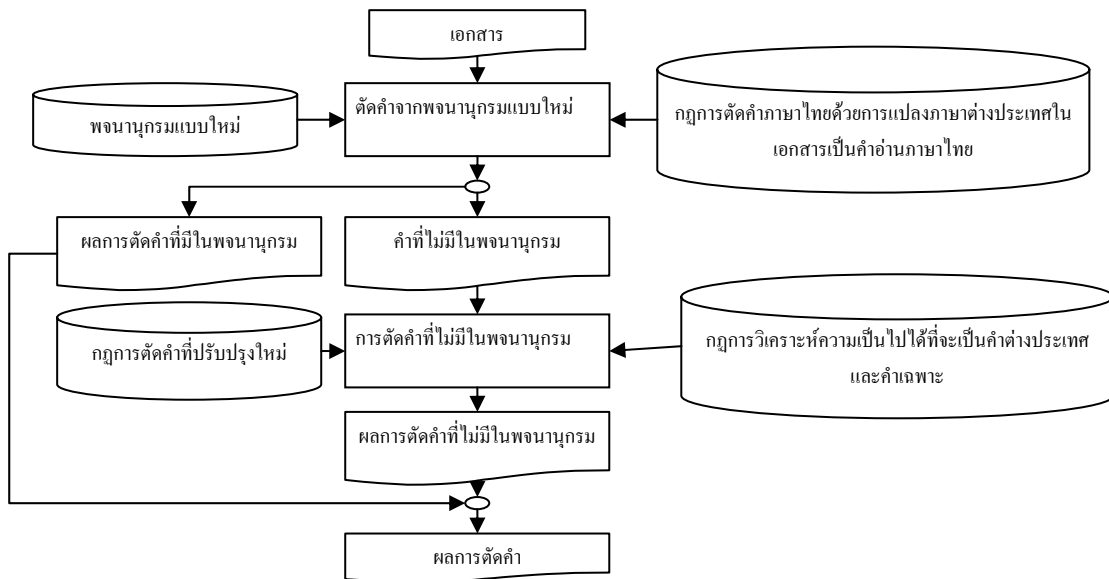 เอกสาร
พจนานุกรมแบบใหม่
ตัดคำจากพจนานุกรมแบบใหม่
กฏการตัดคำภาษาไทยด้วยการแปลงภาษาต่างประเทศใน
เอกสารเป็นคำอ่านภาษาไทย
ผลการตัดคำที่มีในพจนานุกรม
คำที่ไม่มีในพจนานุกรม
กฏการตัดคำที่ปรับปรุงใหม่
การตัดคำที่ไม่มีในพจนานุกรม
กฏการวิเคราะห์ความเป็นไปได้ที่จะเป็นคำต่างประเทศ
และคำเฉพาะ
ผลการตัดคำที่ไม่มีในพจนานุกรม
ผลการตัดคำ